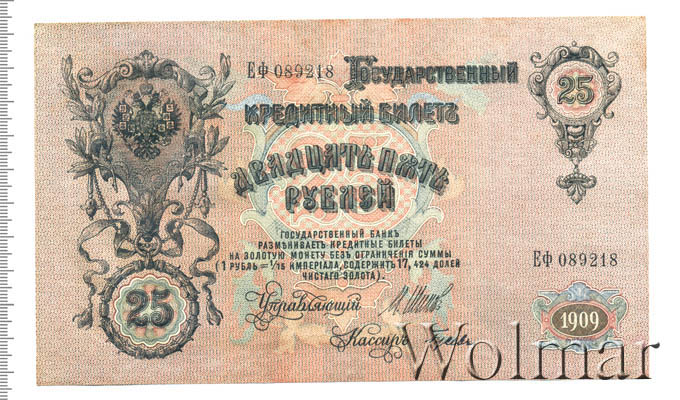 ЕФ 089218 ГОСУДАРСТВЕННЫЙ
КРЕДИТНЫЙ БИЛЕТЪ
25
ДВАДЦАТЬ ПЯТЬ
РУБЛЕЙ
ГОСУДАРСТВЕННЫЙ БАНКЪ
РАЗМѢНИВАЕТЪ КРЕДИТНЫЕ БИЛЕТЫ
НА ЗОЛОТУЮ МОНЕТУ БЕЗЪ ОГРАНИЧЕНІЯ СУММЫ
(1 РУБЛЬ = 1/15 ИМПЕРІАЛА, СОДЕРЖИТЪ 17,424 ДОЛЕЙ
ЧИСТАГО ЗОЛОТА).
ЕФ 089218
25
Управляющій
Кассиръ
1909
Wolmar